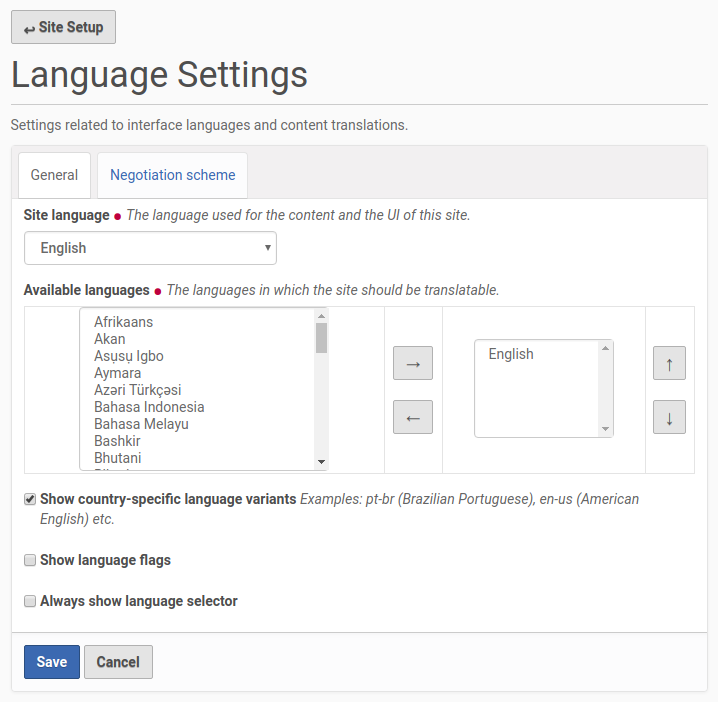 ↩ Site Setup
Language Settings
Settings related to interface languages and content translations.
General
Negotiation scheme
Site language ● The language used for the content and the UI of this site.
English
Available languages ● The languages in which the site should be translatable.
Afrikaans
Akan
Asụsụ Igbo
Aymara
Azəri Türkçəsi
Bahasa Indonesia
Bahasa Melayu
Bashkir
Bhutani
→
←
English
↑
↓
Show country-specific language variants Examples: pt-br (Brazilian Portuguese), en-us (American
English) etc.
Show language flags
Always show language selector
Save
Cancel